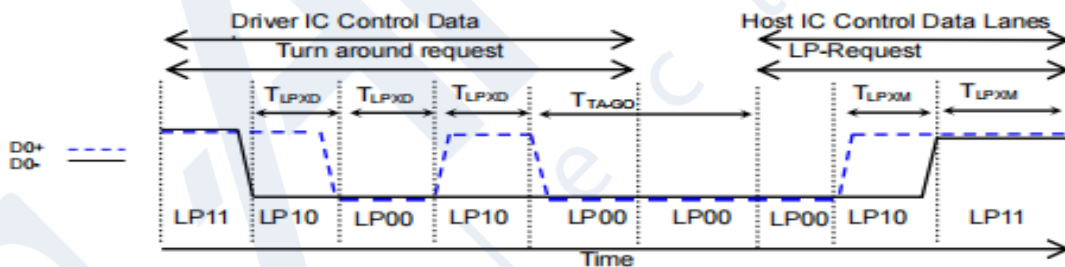 Driver IC Control Data Host IC Control Data Lanes
Turn around request LP-Request
TLPXD TLPXD TLPXD TTA-GO TLPXM TLPXM
D0+
D0-
LP11 LP10 LP00 LP10 LP00 LP00 LP00 LP10 LP11
Time